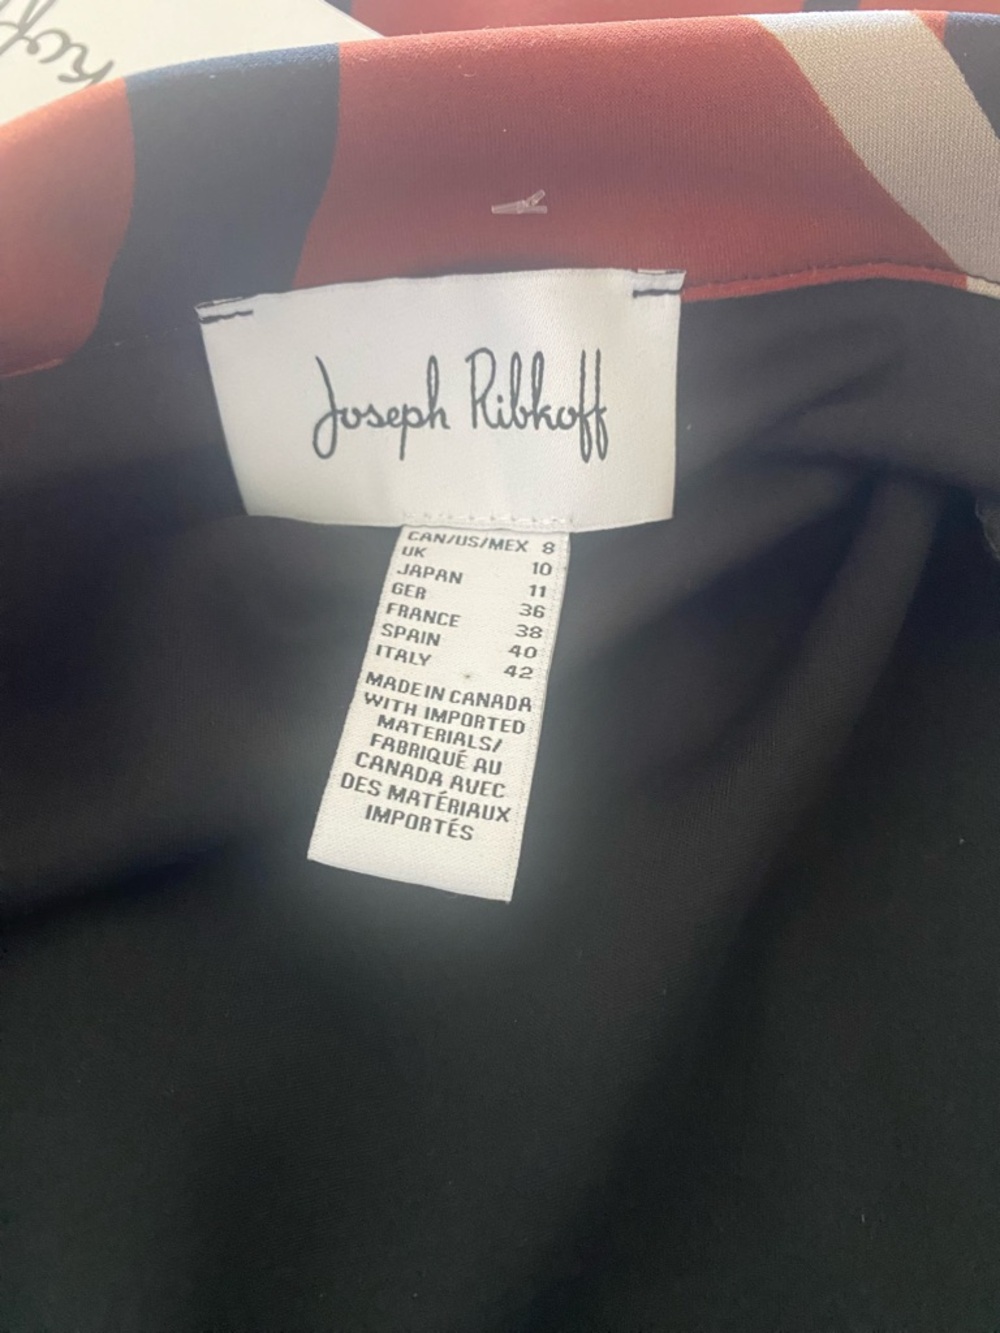 Joseph Ribkoff
CAN/US/MEX 8
UK 10
JAPAN 11
GER 36
FRANCE 38
SPAIN 40
ITALY 42
MADE IN CANADA
WITH IMPORTED
MATERIALS/
FABRIQUÉ AU
CANADA AVEC
DES MATÉRIAUX
IMPORTÉS